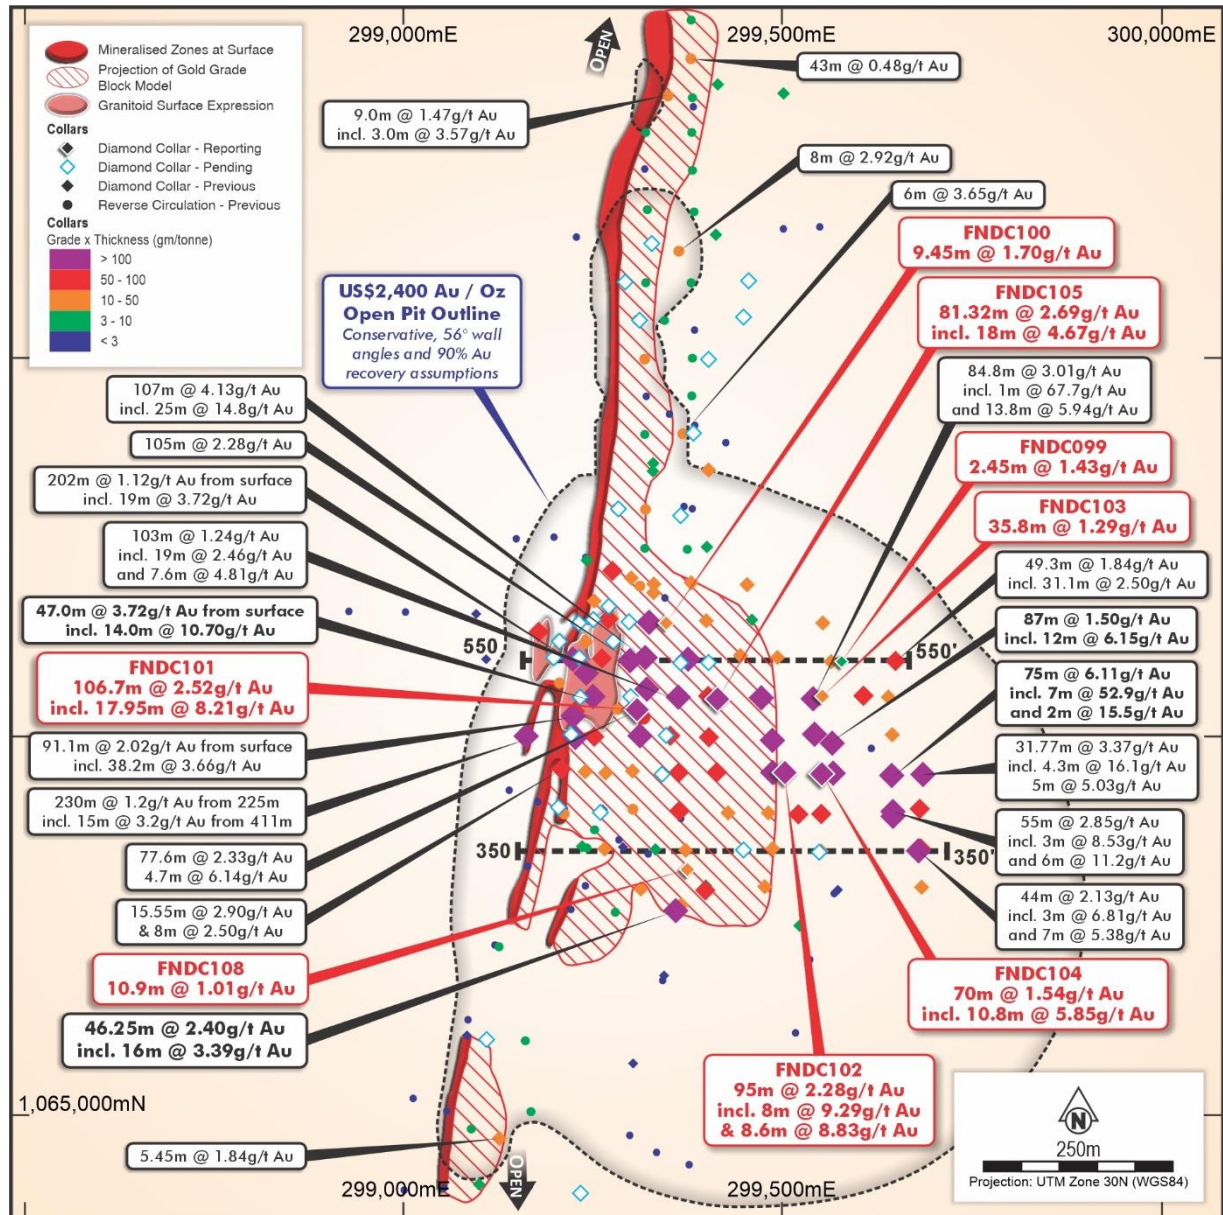 299,000mE
299,500mE
300,000mE
OPEN
Mineralised Zones at Surface
Projection of Gold Grade
Block Model
Granitoid Surface Expression
Collars
Diamond Collar - Reporting
Diamond Collar - Pending
Diamond Collar - Previous
Reverse Circulation - Previous
Collars
Grade x Thickness (gm/tonne)
> 100
50 - 100
10 - 50
3 - 10
< 3
43m @ 0.48g/t Au
9.0m @ 1.47g/t Au
incl. 3.0m @ 3.57g/t Au
8m @ 2.92g/t Au
6m @ 3.65g/t Au
FNDC100
9.45m @ 1.70g/t Au
FNDC105
81.32m @ 2.69g/t Au
incl. 18m @ 4.67g/t Au
US$2,400 Au / Oz
Open Pit Outline
Conservative, 56° wall
angles and 90% Au
recovery assumptions
84.8m @ 3.01g/t Au
incl. 1m @ 67.7g/t Au
and 13.8m @ 5.94g/t Au
107m @ 4.13g/t Au
incl. 25m @ 14.8g/t Au
105m @ 2.28g/t Au
FNDC099
2.45m @ 1.43g/t Au
202m @ 1.12g/t Au from surface
incl. 19m @ 3.72g/t Au
FNDC103
35.8m @ 1.29g/t Au
103m @ 1.24g/t Au
incl. 19m @ 2.46g/t Au
and 7.6m @ 4.81g/t Au
49.3m @ 1.84g/t Au
incl. 31.1m @ 2.50g/t Au
47.0m @ 3.72g/t Au from surface
incl. 14.0m @ 10.70g/t Au
87m @ 1.50g/t Au
incl. 12m @ 6.15g/t Au
550
550'
FNDC101
106.7m @ 2.52g/t Au
incl. 17.95m @ 8.21g/t Au
75m @ 6.11g/t Au
incl. 7m @ 52.9g/t Au
and 2m @ 15.5g/t Au
91.1m @ 2.02g/t Au from surface
incl. 38.2m @ 3.66g/t Au
31.77m @ 3.37g/t Au
incl. 4.3m @ 16.1g/t Au
5m @ 5.03g/t Au
230m @ 1.2g/t Au from 225m
incl. 15m @ 3.2g/t Au from 411m
55m @ 2.85g/t Au
incl. 3m @ 8.53g/t Au
and 6m @ 11.2g/t Au
350
350'
77.6m @ 2.33g/t Au
4.7m @ 6.14g/t Au
15.55m @ 2.90g/t Au
& 8m @ 2.50g/t Au
44m @ 2.13g/t Au
incl. 3m @ 6.81g/t Au
and 7m @ 5.38g/t Au
FNDC108
10.9m @ 1.01g/t Au
FNDC104
70m @ 1.54g/t Au
incl. 10.8m @ 5.85g/t Au
46.25m @ 2.40g/t Au
incl. 16m @ 3.39g/t Au
FNDC102
95m @ 2.28g/t Au
incl. 8m @ 9.29g/t Au
& 8.6m @ 8.83g/t Au
1,065,000mN
5.45m @ 1.84g/t Au
OPEN
N
250m
Projection: UTM Zone 30N (WGS84)
299,000mE
299,500mE